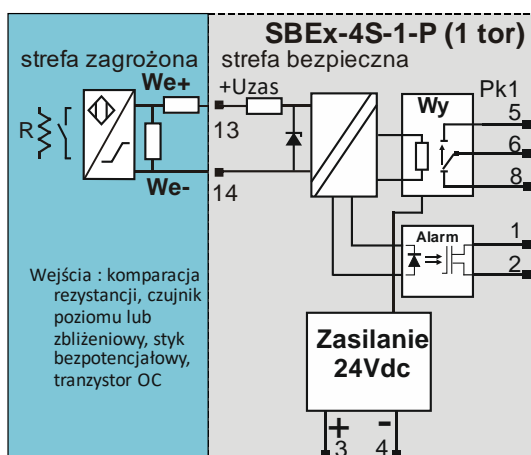 SBEx-4S-1-P (1 tor)
strefa zagrożona
strefa bezpieczna
We+
+Uzas
Wy
Pk1
5
R
13
6
We-
14
8
Alarm
1
2
Wejścia : komparacja
rezystancji, czujnik
poziomu lub
zbliżeniowy, styk
bezpotencjałowy,
tranzystor OC
Zasilanie
24Vdc
+
-
3
4